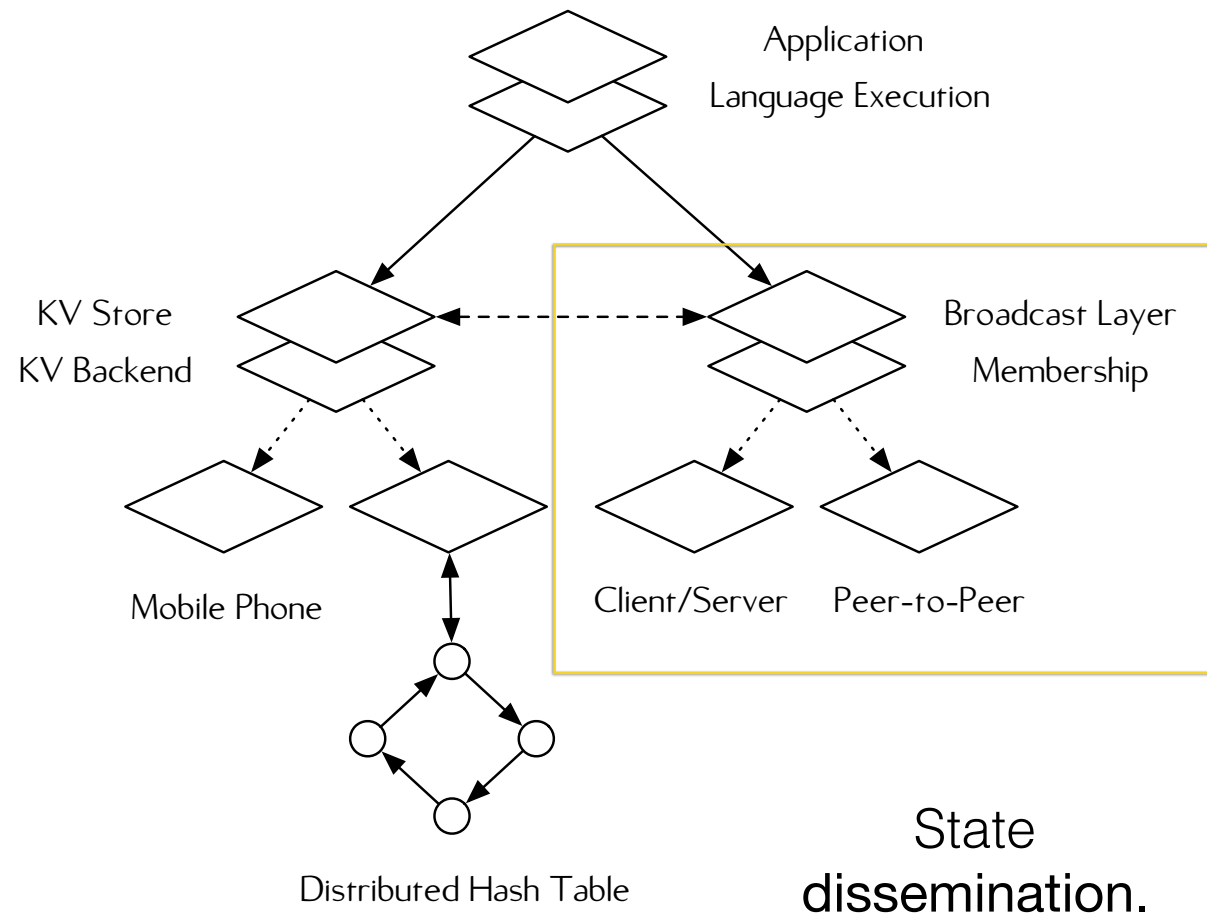 Application
Language Execution
KV Store
KV Backend
Broadcast Layer
Membership
Mobile Phone
Client/Server
Peer-to-Peer
Distributed Hash Table
State
dissemination.